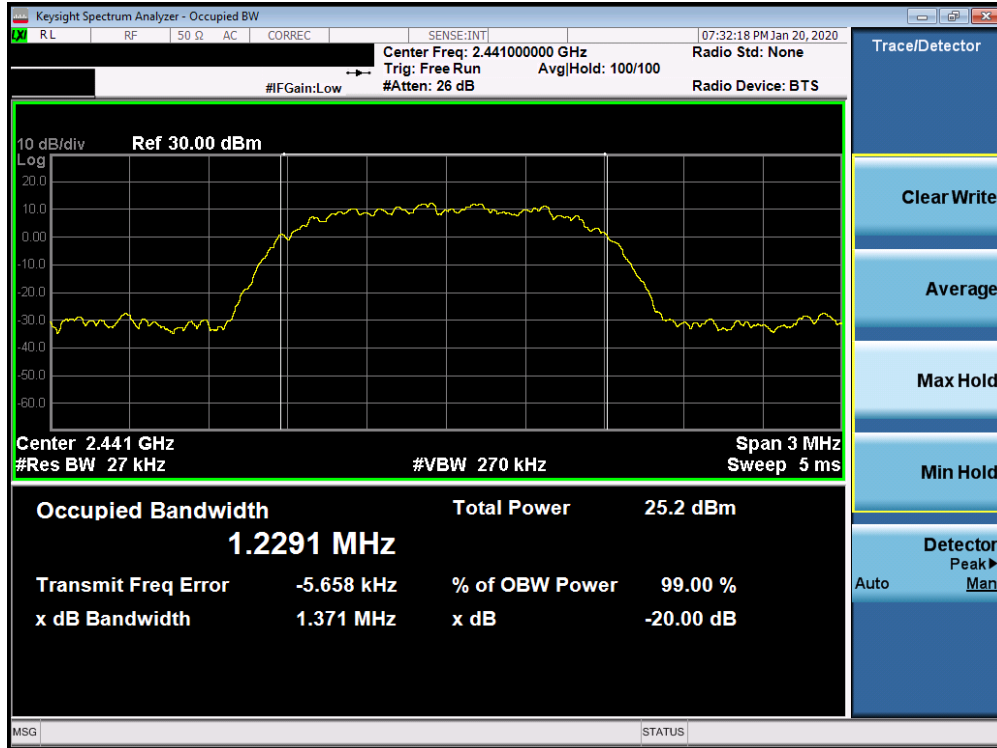 Keysight Spectrum Analyzer - Occupied BW
LXI RL RF 50 Ω AC CORREC SENSE:INT 07:32:18 PM Jan 20, 2020
Center Freq: 2.441000000 GHz Radio Std: None
Trig: Free Run Avg|Hold: 100/100
#IFGain:Low #Atten: 26 dB Radio Device: BTS
10 dB/div Ref 30.00 dBm
Log
20.0
10.0
0.00
-10.0
-20.0
-30.0
-40.0
-50.0
-60.0
Center 2.441 GHz Span 3 MHz
#Res BW 27 kHz #VBW 270 kHz Sweep 5 ms
Occupied Bandwidth Total Power 25.2 dBm
1.2291 MHz
Transmit Freq Error -5.658 kHz % of OBW Power 99.00 %
x dB Bandwidth 1.371 MHz x dB -20.00 dB
MSG STATUS
Trace/Detector
Clear Write
Average
Max Hold
Min Hold
Detector
Peak▶
Auto Man